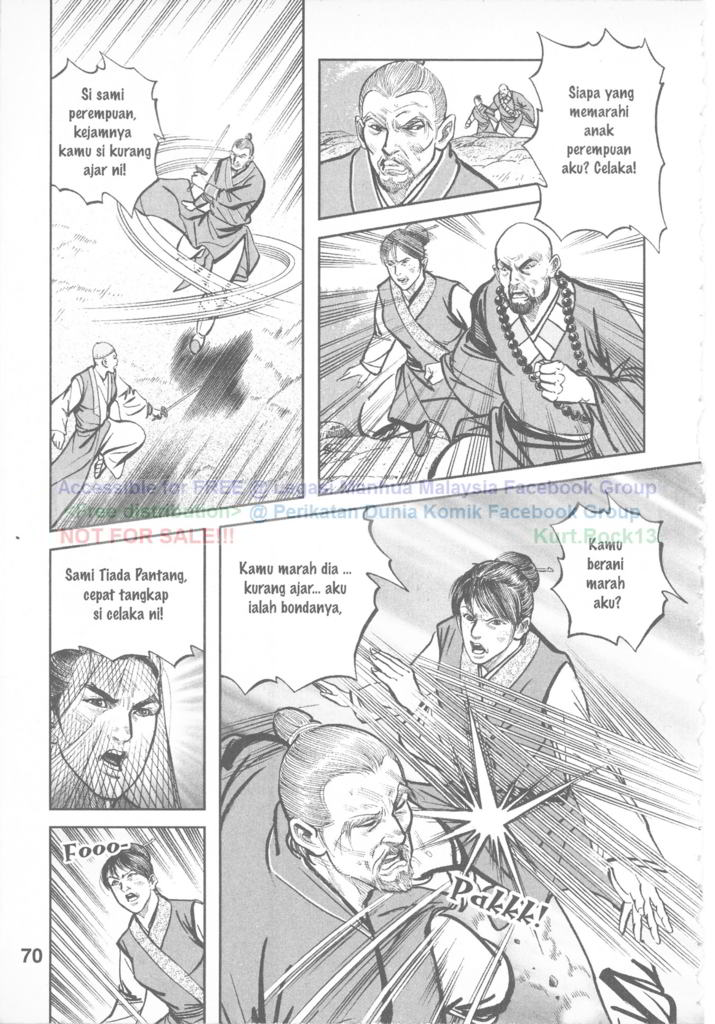 Si sami
perempuan,
kejamnya
kamu si kurang
ajar ni!
Siapa yang
memarahi
anak
perempuan
aku? Celaka!
Accessible for FREE @ Legasi Manhua Malaysia Facebook Group
<Free distribution> @ Perikatan Dunia Komik Facebook Group
NOT FOR SALE!!!
Kurt.Rock13
Sami Tiada Pantang,
cepat tangkap
si celaka ni!
Kamu marah dia ...
kurang ajar... aku
ialah bondanya,
Kamu
berani
marah
aku?
Fooo-
Pakkk!
70